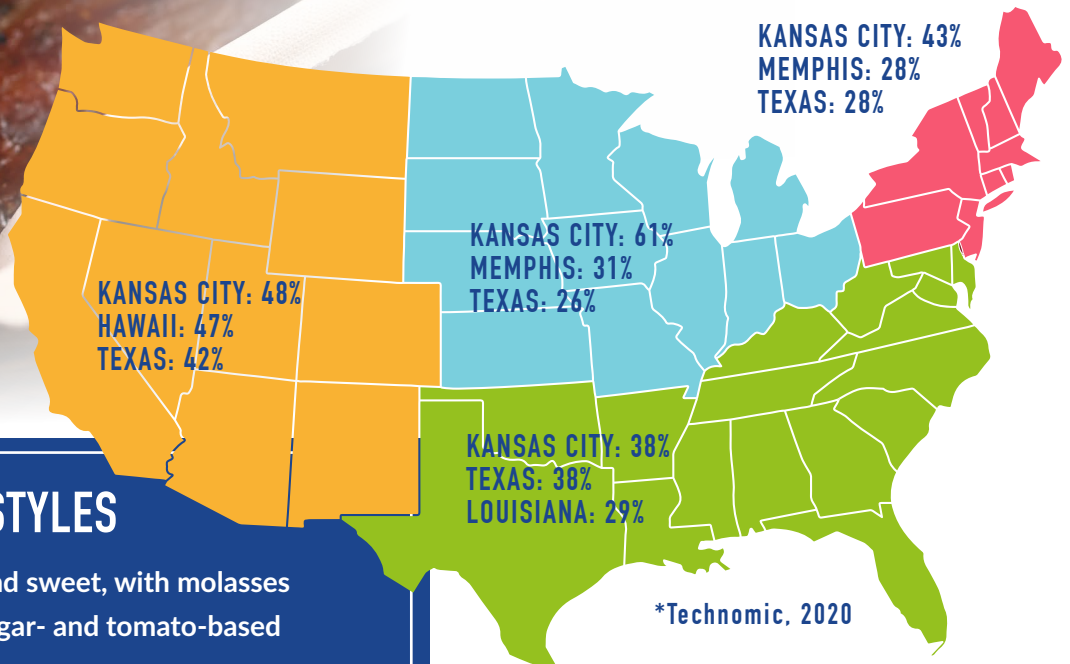 KANSAS CITY: 43%
MEMPHIS: 28%
TEXAS: 28%
KANSAS CITY: 61%
MEMPHIS: 31%
TEXAS: 26%
KANSAS CITY: 48%
HAWAII: 47%
TEXAS: 42%
KANSAS CITY: 38%
TEXAS: 38%
LOUISIANA: 29%
STYLES
sweet, with molasses
and tomato-based
*Technomic, 2020